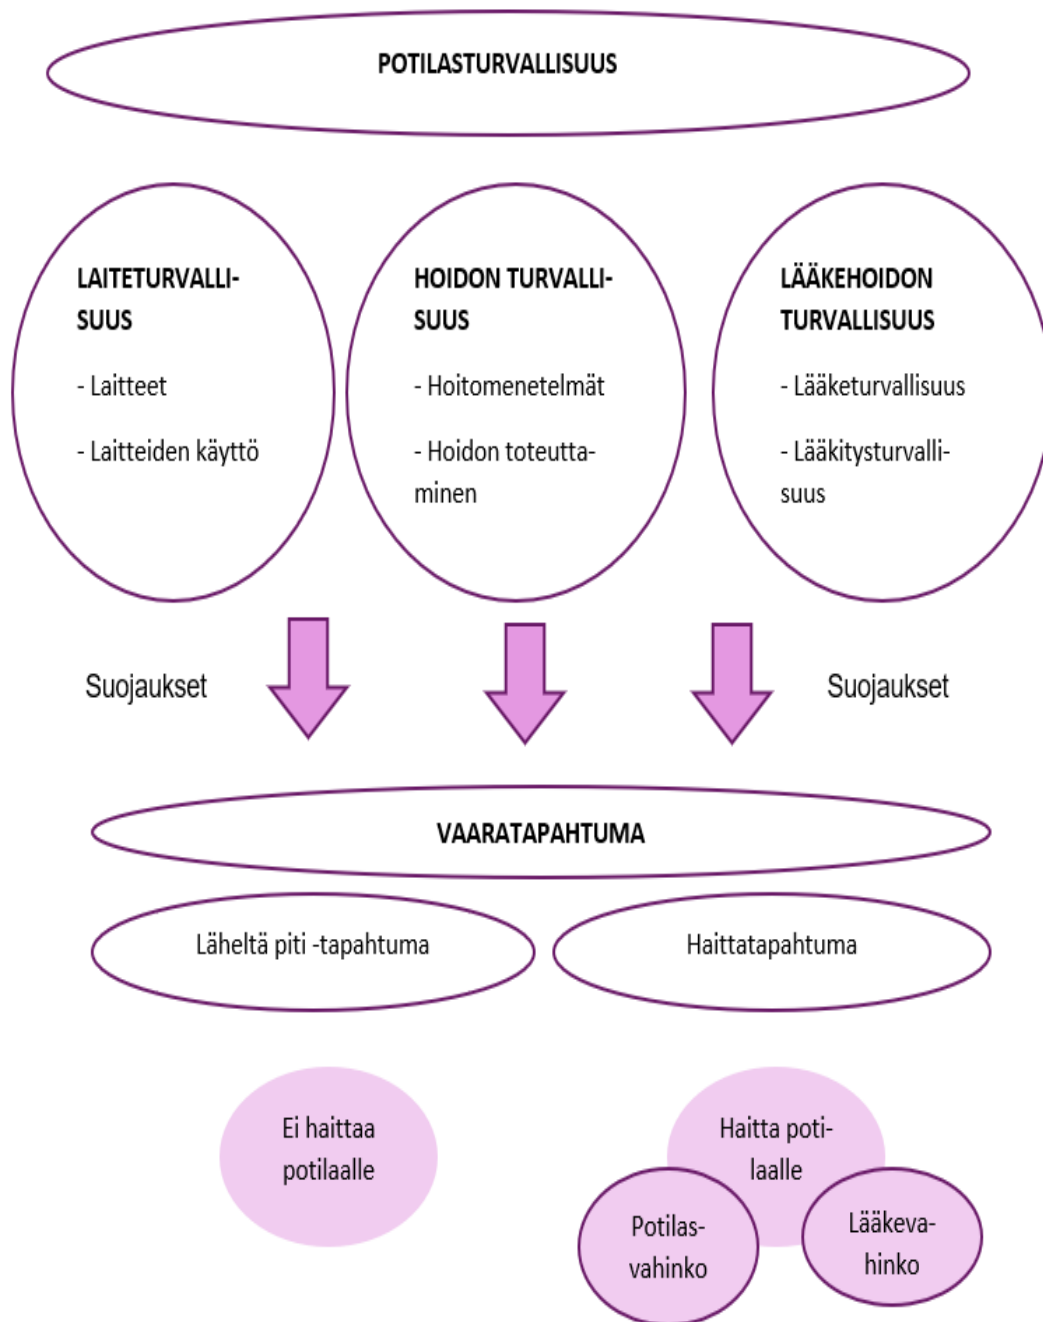 POTILASTURVALLISUUS
LAITETURVALLI-
SUUS
- Laitteet
- Laitteiden käyttö
HOIDON TURVALLI-
SUUS
- Hoitomenetelmät
- Hoidon toteutta-
minen
LÄÄKEHOIDON
TURVALLISUUS
- Lääketurvallisuus
- Lääkitysturvalli-
suus
Suojaukset
Suojaukset
VAARATAPAHTUMA
Läheltä piti -tapahtuma
Haittatapahtuma
Ei haittaa
potilaalle
Haitta poti-
laalle
Potilas-
vahinko
Lääkeva-
hinko